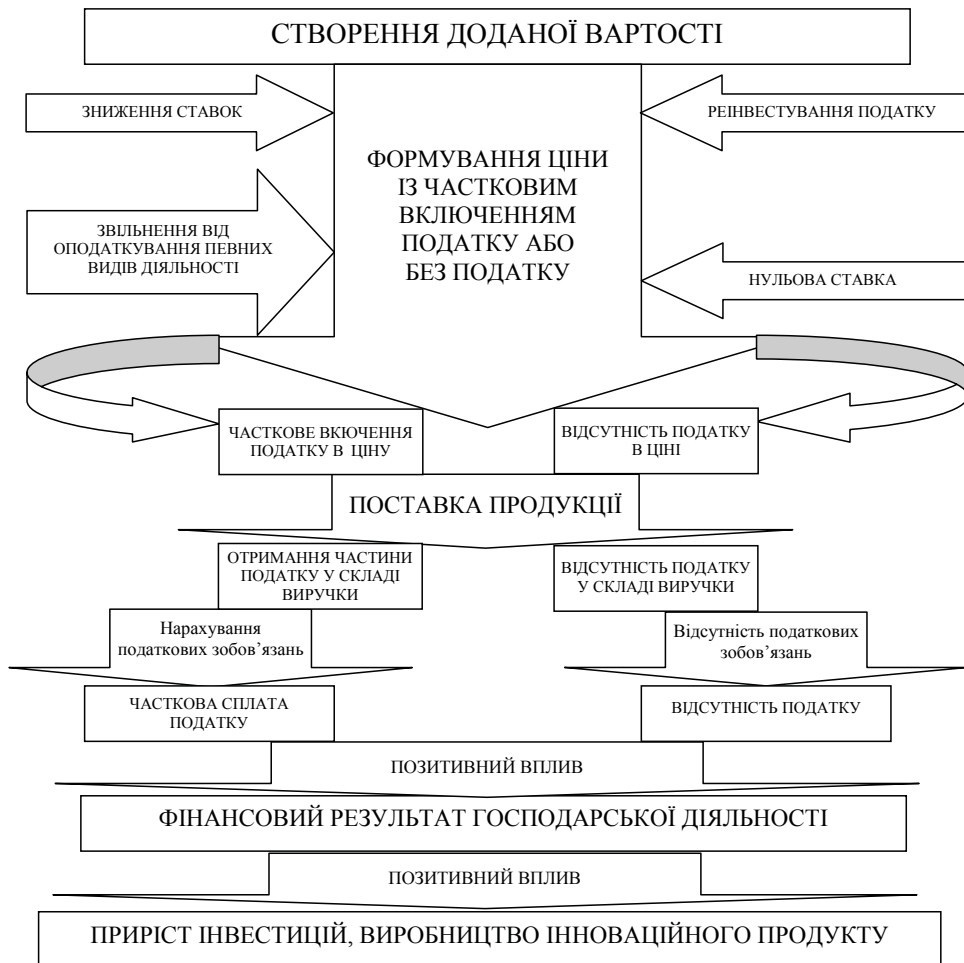 СТВОРЕННЯ ДОДАНОЇ ВАРТОСТІ
ЗНИЖЕННЯ СТАВОК
РЕІНВЕСТУВАННЯ ПОДАТКУ
ФОРМУВАННЯ ЦІНИ
ІЗ ЧАСТКОВИМ
ВКЛЮЧЕННЯМ
ПОДАТКУ АБО
БЕЗ ПОДАТКУ
ЗВІЛЬНЕННЯ ВІД
ОПОДАТКУВАННЯ ПЕВНИХ
ВИДІВ ДІЯЛЬНОСТІ
НУЛЬОВА СТАВКА
ЧАСТКОВЕ ВКЮЧЕННЯ
ПОДАТКУ В ЦІНУ
ВІДСУТНІСТЬ ПОДАТКУ
В ЦІНІ
ПОСТАВКА ПРОДУКЦІЇ
ОТРИМАННЯ ЧАСТИНИ
ПОДАТКУ У СКЛАДІ
ВИРУЧКИ
ВІДСУТНІСТЬ ПОДАТКУ
У СКЛАДІ ВИРУЧКИ
Нарахування
податкових зобов’язань
Відсутність податкових
зобов’язань
ЧАСТКОВА СПЛАТА
ПОДАТКУ
ВІДСУТНІСТЬ ПОДАТКУ
ПОЗИТИВНИЙ ВПЛИВ
ФІНАНСОВИЙ РЕЗУЛЬТАТ ГОСПОДАРСЬКОЇ ДІЯЛЬНОСТІ
ПОЗИТИВНИЙ ВПЛИВ
ПРИРІСТ ІНВЕСТИЦІЙ, ВИРОБНИЦТВО ІННОВАЦІЙНОГО ПРОДУКТУ